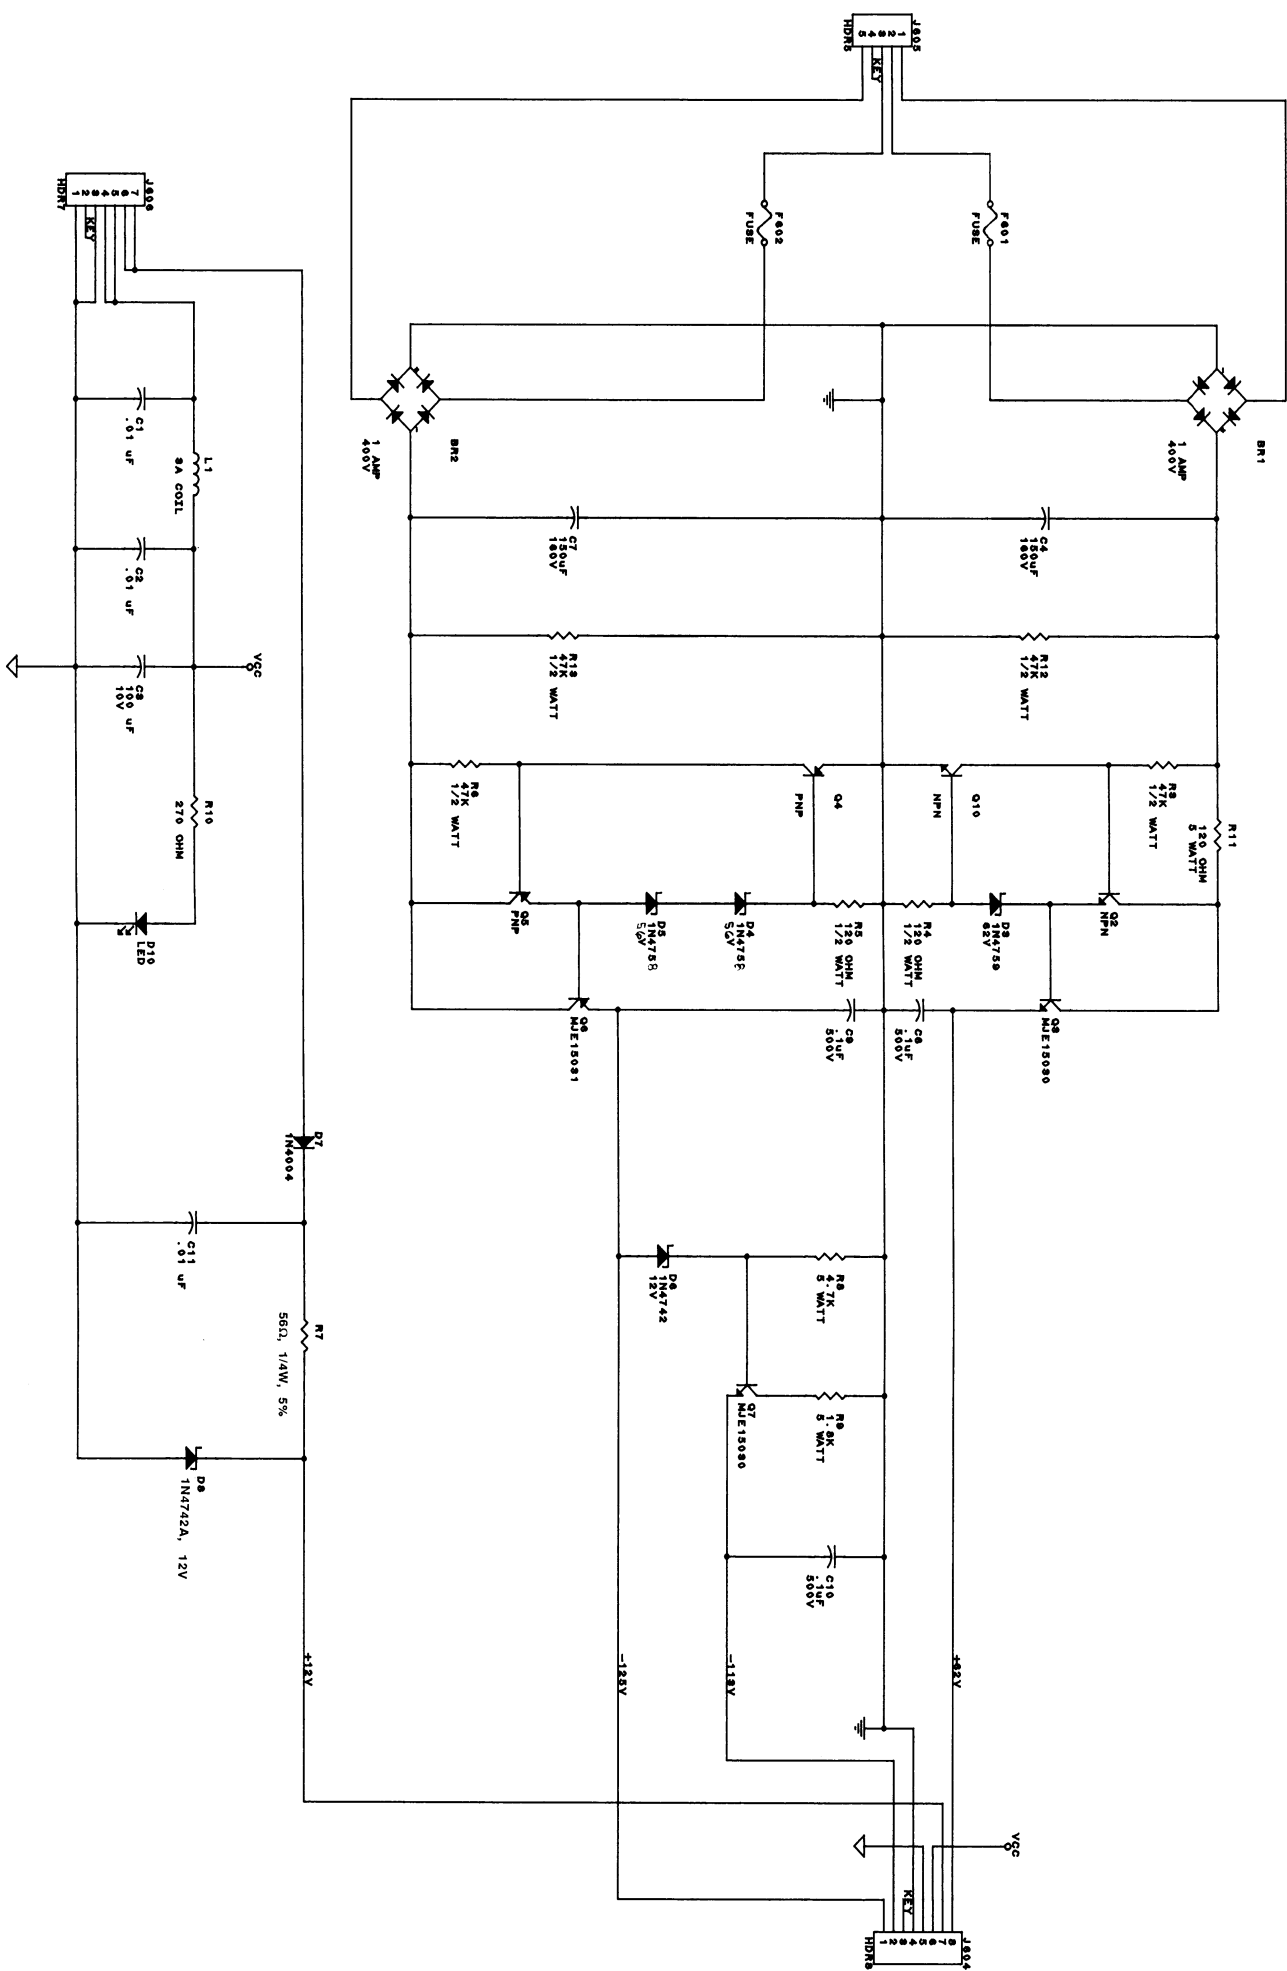 J605
1
2
3
4
5
HDR5
KEY
F601
FUSE
F602
FUSE
BR1
1 AMP
400V
BR2
1 AMP
400V
C4
150uF
160V
C7
150uF
160V
R12
47K
1/2 WATT
R13
47K
1/2 WATT
R3
47K
1/2 WATT
R11
120 OHM
5 WATT
Q10
NPN
Q4
PNP
R6
47K
1/2 WATT
Q2
NPN
D3
1N4759
62V
R4
120 OHM
1/2 WATT
R5
120 OHM
1/2 WATT
D4
1N4758
56V
D5
1N4758
56V
Q5
PNP
Q3
MJE15030
C6
.1uF
500V
C9
.1uF
500V
Q6
MJE15031
R8
4.7K
5 WATT
D6
1N4742
12V
R9
1.8K
5 WATT
Q7
MJE15030
C10
.1uF
500V
+62V
-113V
-125V
+12V
VCC
KEY
J604
8
7
6
5
4
3
2
1
HDR8
J606
7
6
5
4
3
2
1
HDR7
KEY
C1
.01 uF
L1
3A COIL
C2
.01 uF
VCC
C3
100 uF
10V
R10
270 OHM
D10
LED
D7
1N4004
C11
.01 uF
R7
56Ω, 1/4W, 5%
D8
1N4742A, 12V